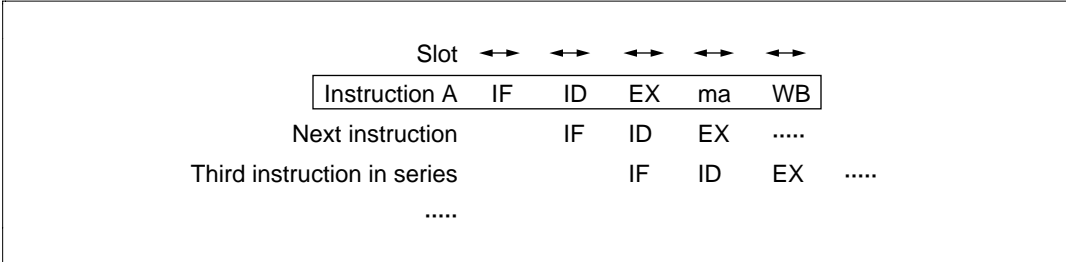 Slot
Instruction A IF ID EX ma WB
Next instruction IF ID EX .....
Third instruction in series IF ID EX .....
.....